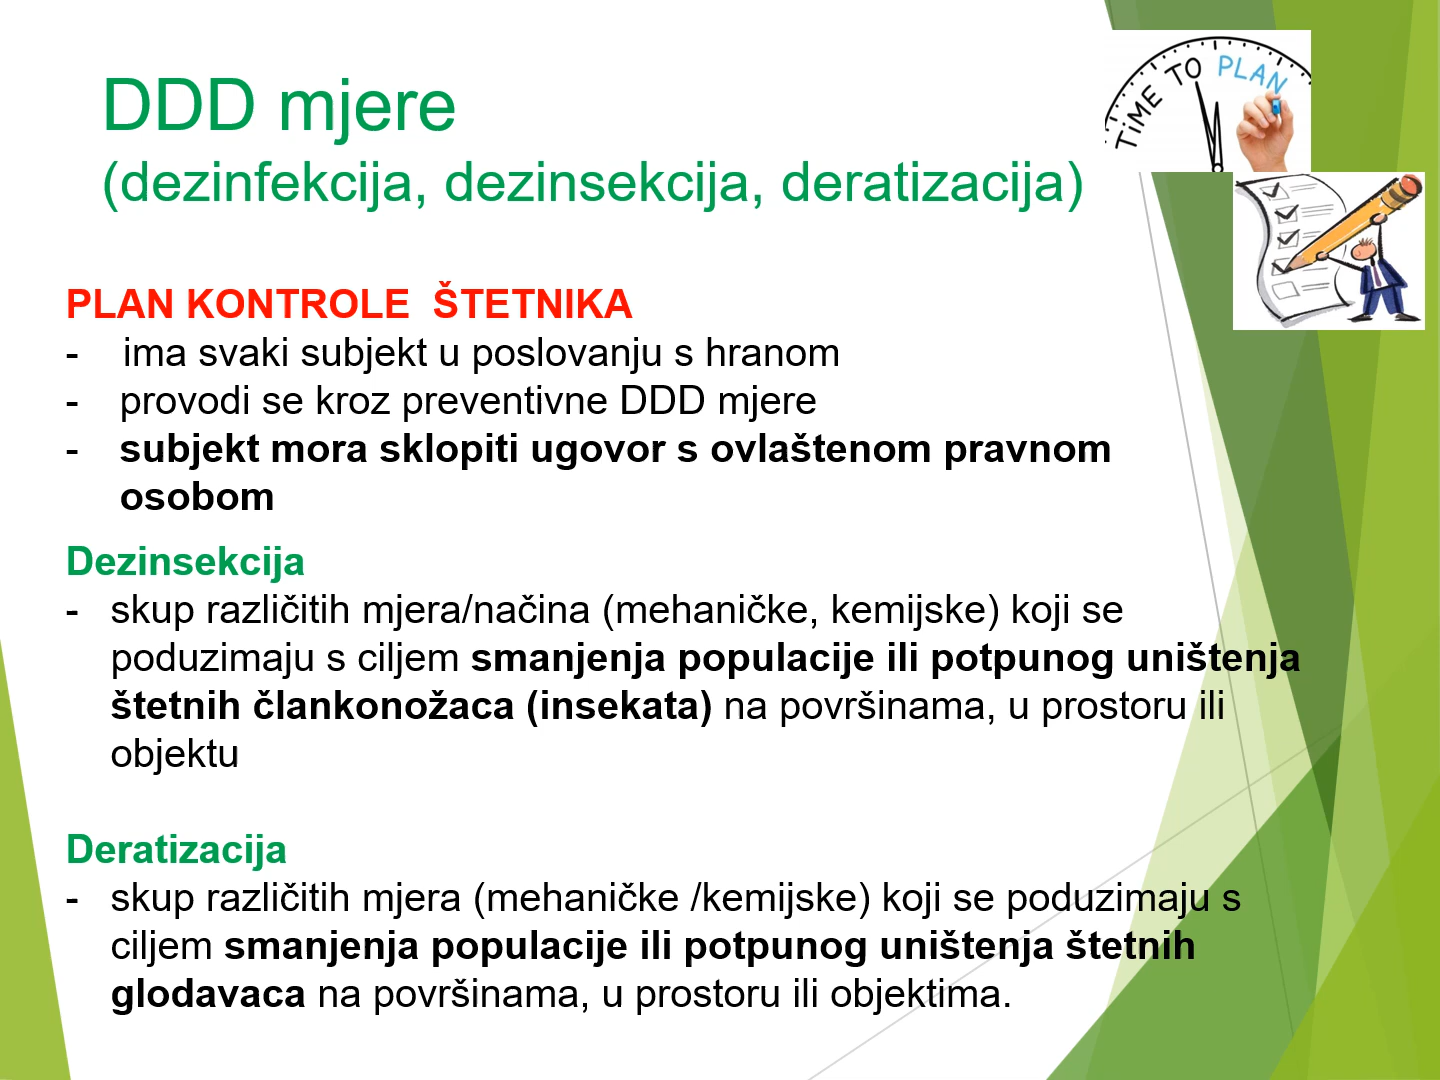 DDD mjere
(dezinfekcija, dezinsekcija, deratizacija)
TIME TO PLAN
PLAN KONTROLE ŠTETNIKA
- ima svaki subjekt u poslovanju s hranom
- provodi se kroz preventivne DDD mjere
- subjekt mora sklopiti ugovor s ovlaštenom pravnom
osobom
Dezinsekcija
- skup različitih mjera/načina (mehaničke, kemijske) koji se
poduzimaju s ciljem smanjenja populacije ili potpunog uništenja
štetnih člankonožaca (insekata) na površinama, u prostoru ili
objektu
Deratizacija
- skup različitih mjera (mehaničke /kemijske) koji se poduzimaju s
ciljem smanjenja populacije ili potpunog uništenja štetnih
glodavaca na površinama, u prostoru ili objektima.